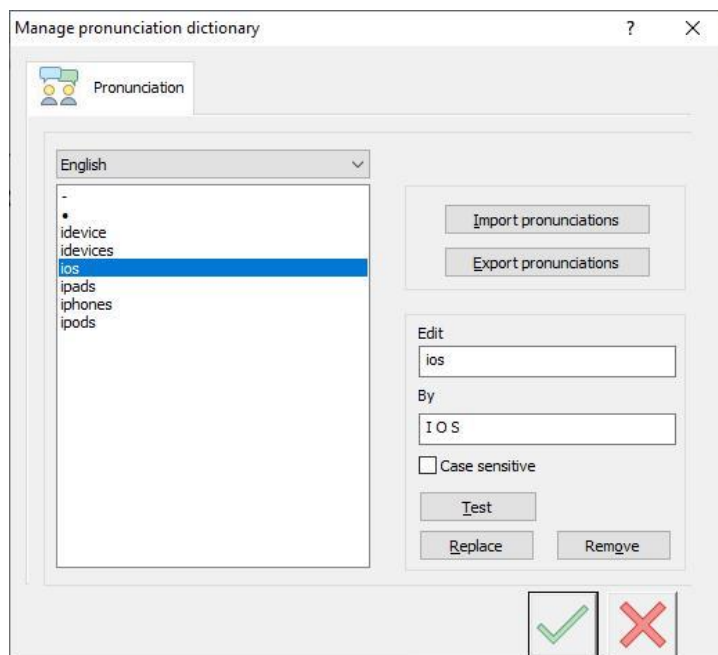 Manage pronunciation dictionary
?
Pronunciation
English
-
•
idevice
idevices
ios
ipads
iphones
ipods
Import pronunciations
Export pronunciations
Edit
ios
By
I O S
Case sensitive
Test
Replace
Remove